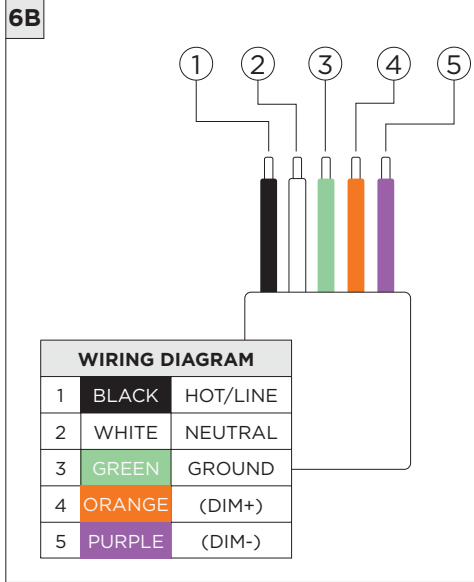 6B
1 2 3 4 5
WIRING DIAGRAM
1 BLACK HOT/LINE
2 WHITE NEUTRAL
3 GREEN GROUND
4 ORANGE (DIM+)
5 PURPLE (DIM-)